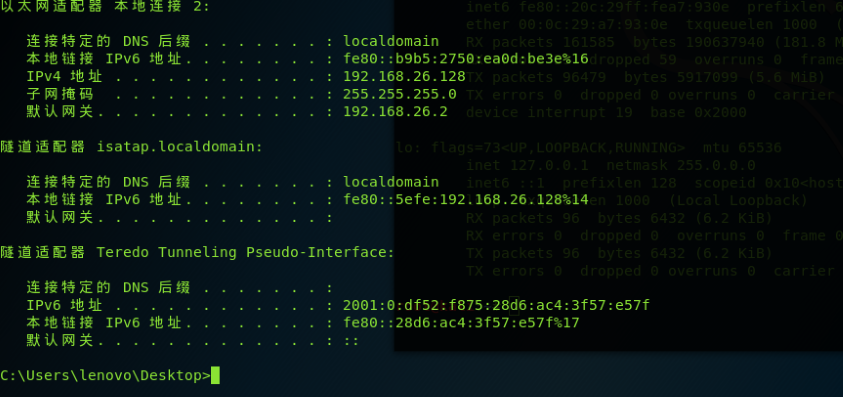 以太网适配器 本地连接 2:
连接特定的 DNS 后缀 . . . . . . . : localdomain
本地链接 IPv6 地址. . . . . . . . : fe80::b9b5:2750:ea0d:be3e%16
IPv4 地址 . . . . . . . . . . . . : 192.168.26.128
子网掩码 . . . . . . . . . . . . : 255.255.255.0
默认网关. . . . . . . . . . . . . : 192.168.26.2
隧道适配器 isatap.localdomain:
连接特定的 DNS 后缀 . . . . . . . : localdomain
本地链接 IPv6 地址. . . . . . . . : fe80::5efe:192.168.26.128%14
默认网关. . . . . . . . . . . . . :
隧道适配器 Teredo Tunneling Pseudo-Interface:
连接特定的 DNS 后缀 . . . . . . . :
IPv6 地址 . . . . . . . . . . . . : 2001:0:df52:f875:28d6:ac4:3f57:e57f
本地链接 IPv6 地址. . . . . . . . : fe80::28d6:ac4:3f57:e57f%17
默认网关. . . . . . . . . . . . . : ::
C:\Users\lenovo\Desktop>
inet6 fe80::20c:29ff:fea7:930e prefixlen 6
ether 00:0c:29:a7:93:0e txqueuelen 1000 (
RX packets 161585 bytes 190637940 (181.8 M
dropped 59 overruns 0 frame
TX packets 96479 bytes 5917099 (5.6 MiB)
TX errors 0 dropped 0 overruns 0 carrier
device interrupt 19 base 0x2000
lo: flags=73<UP,LOOPBACK,RUNNING> mtu 65536
inet 127.0.0.1 netmask 255.0.0.0
inet6 ::1 prefixlen 128 scopeid 0x10<host
1000 (Local Loopback)
RX packets 96 bytes 6432 (6.2 KiB)
RX errors 0 dropped 0 overruns 0 frame 0
TX packets 96 bytes 6432 (6.2 KiB)
TX errors 0 dropped 0 overruns 0 carrier